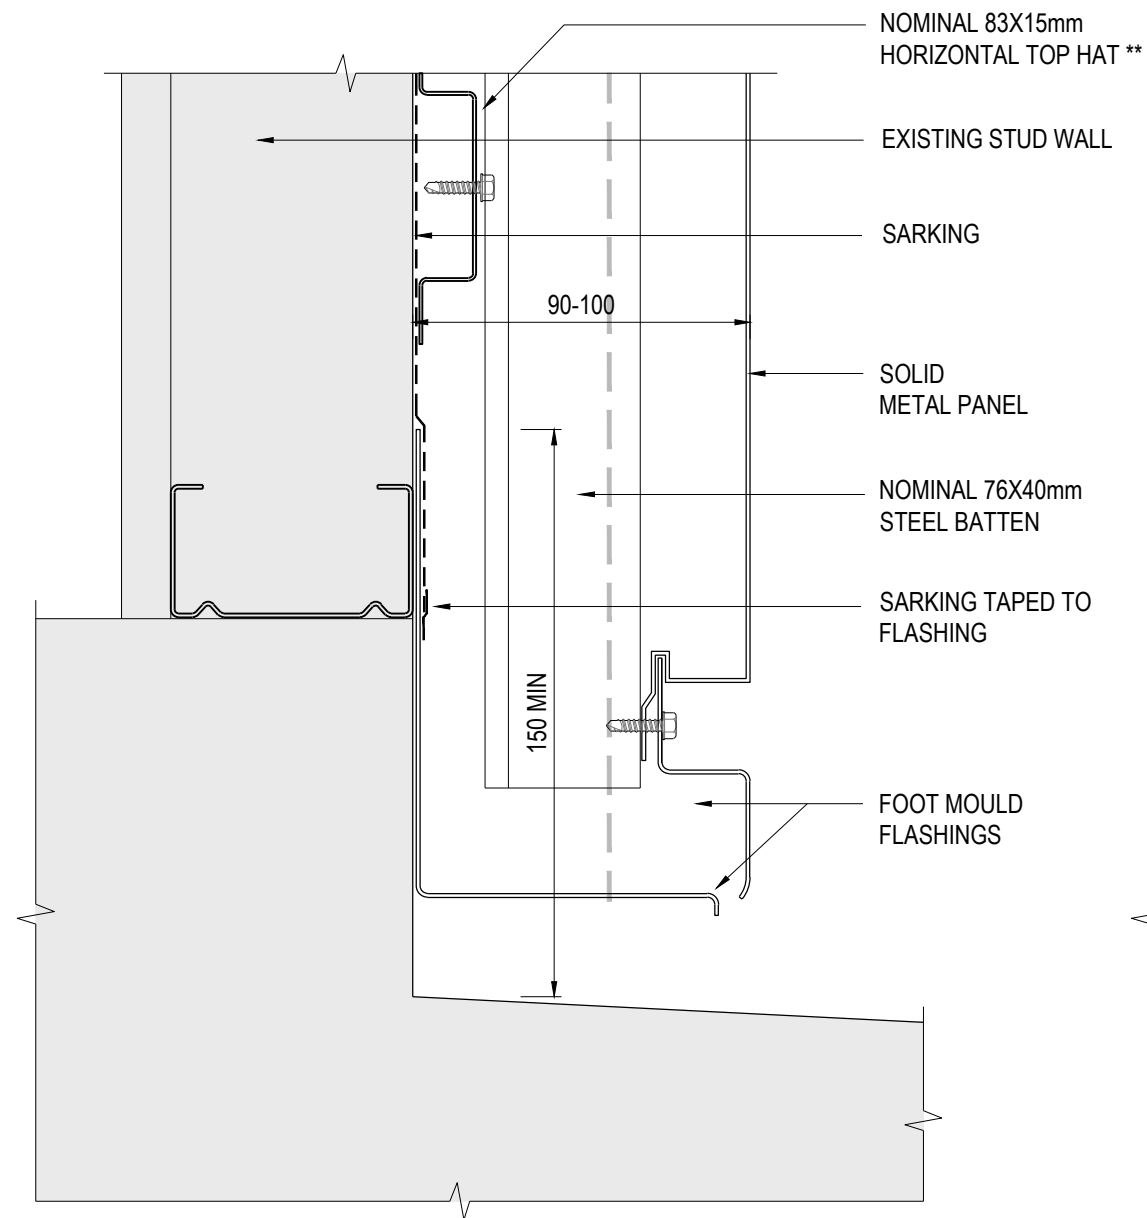 NOMINAL 83X15mm
HORIZONTAL TOP HAT **
EXISTING STUD WALL
SARKING
90-100
SOLID
METAL PANEL
NOMINAL 76X40mm
STEEL BATTEN
SARKING TAPED TO
FLASHING
150 MIN
FOOT MOULD
FLASHINGS